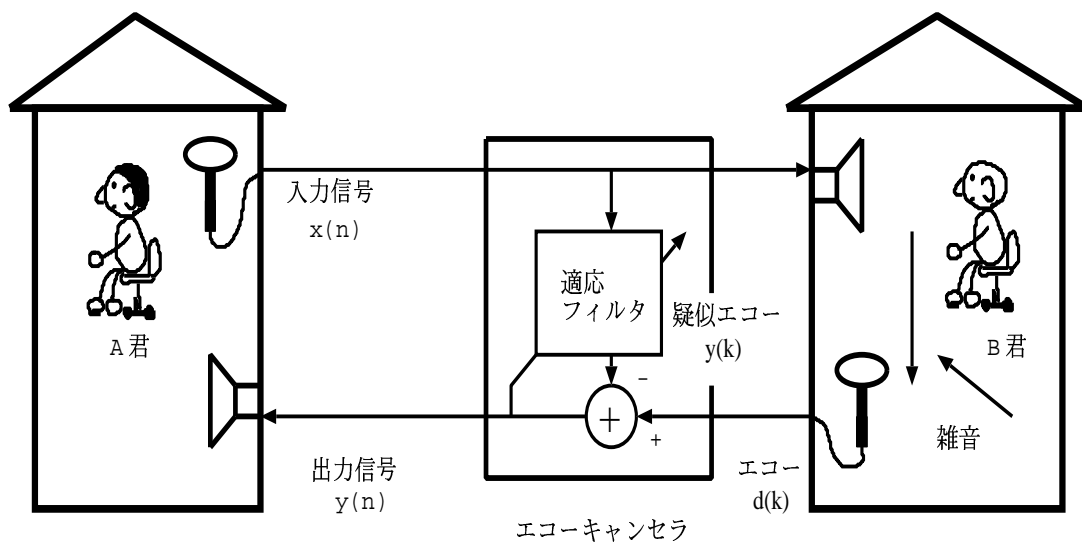 入力信号
x(n)
適応
フィルタ
疑似エコー
y(k)
A君
B君
－
+
+
雑音
出力信号
y(n)
エコー
d(k)
エコーキャンセラ